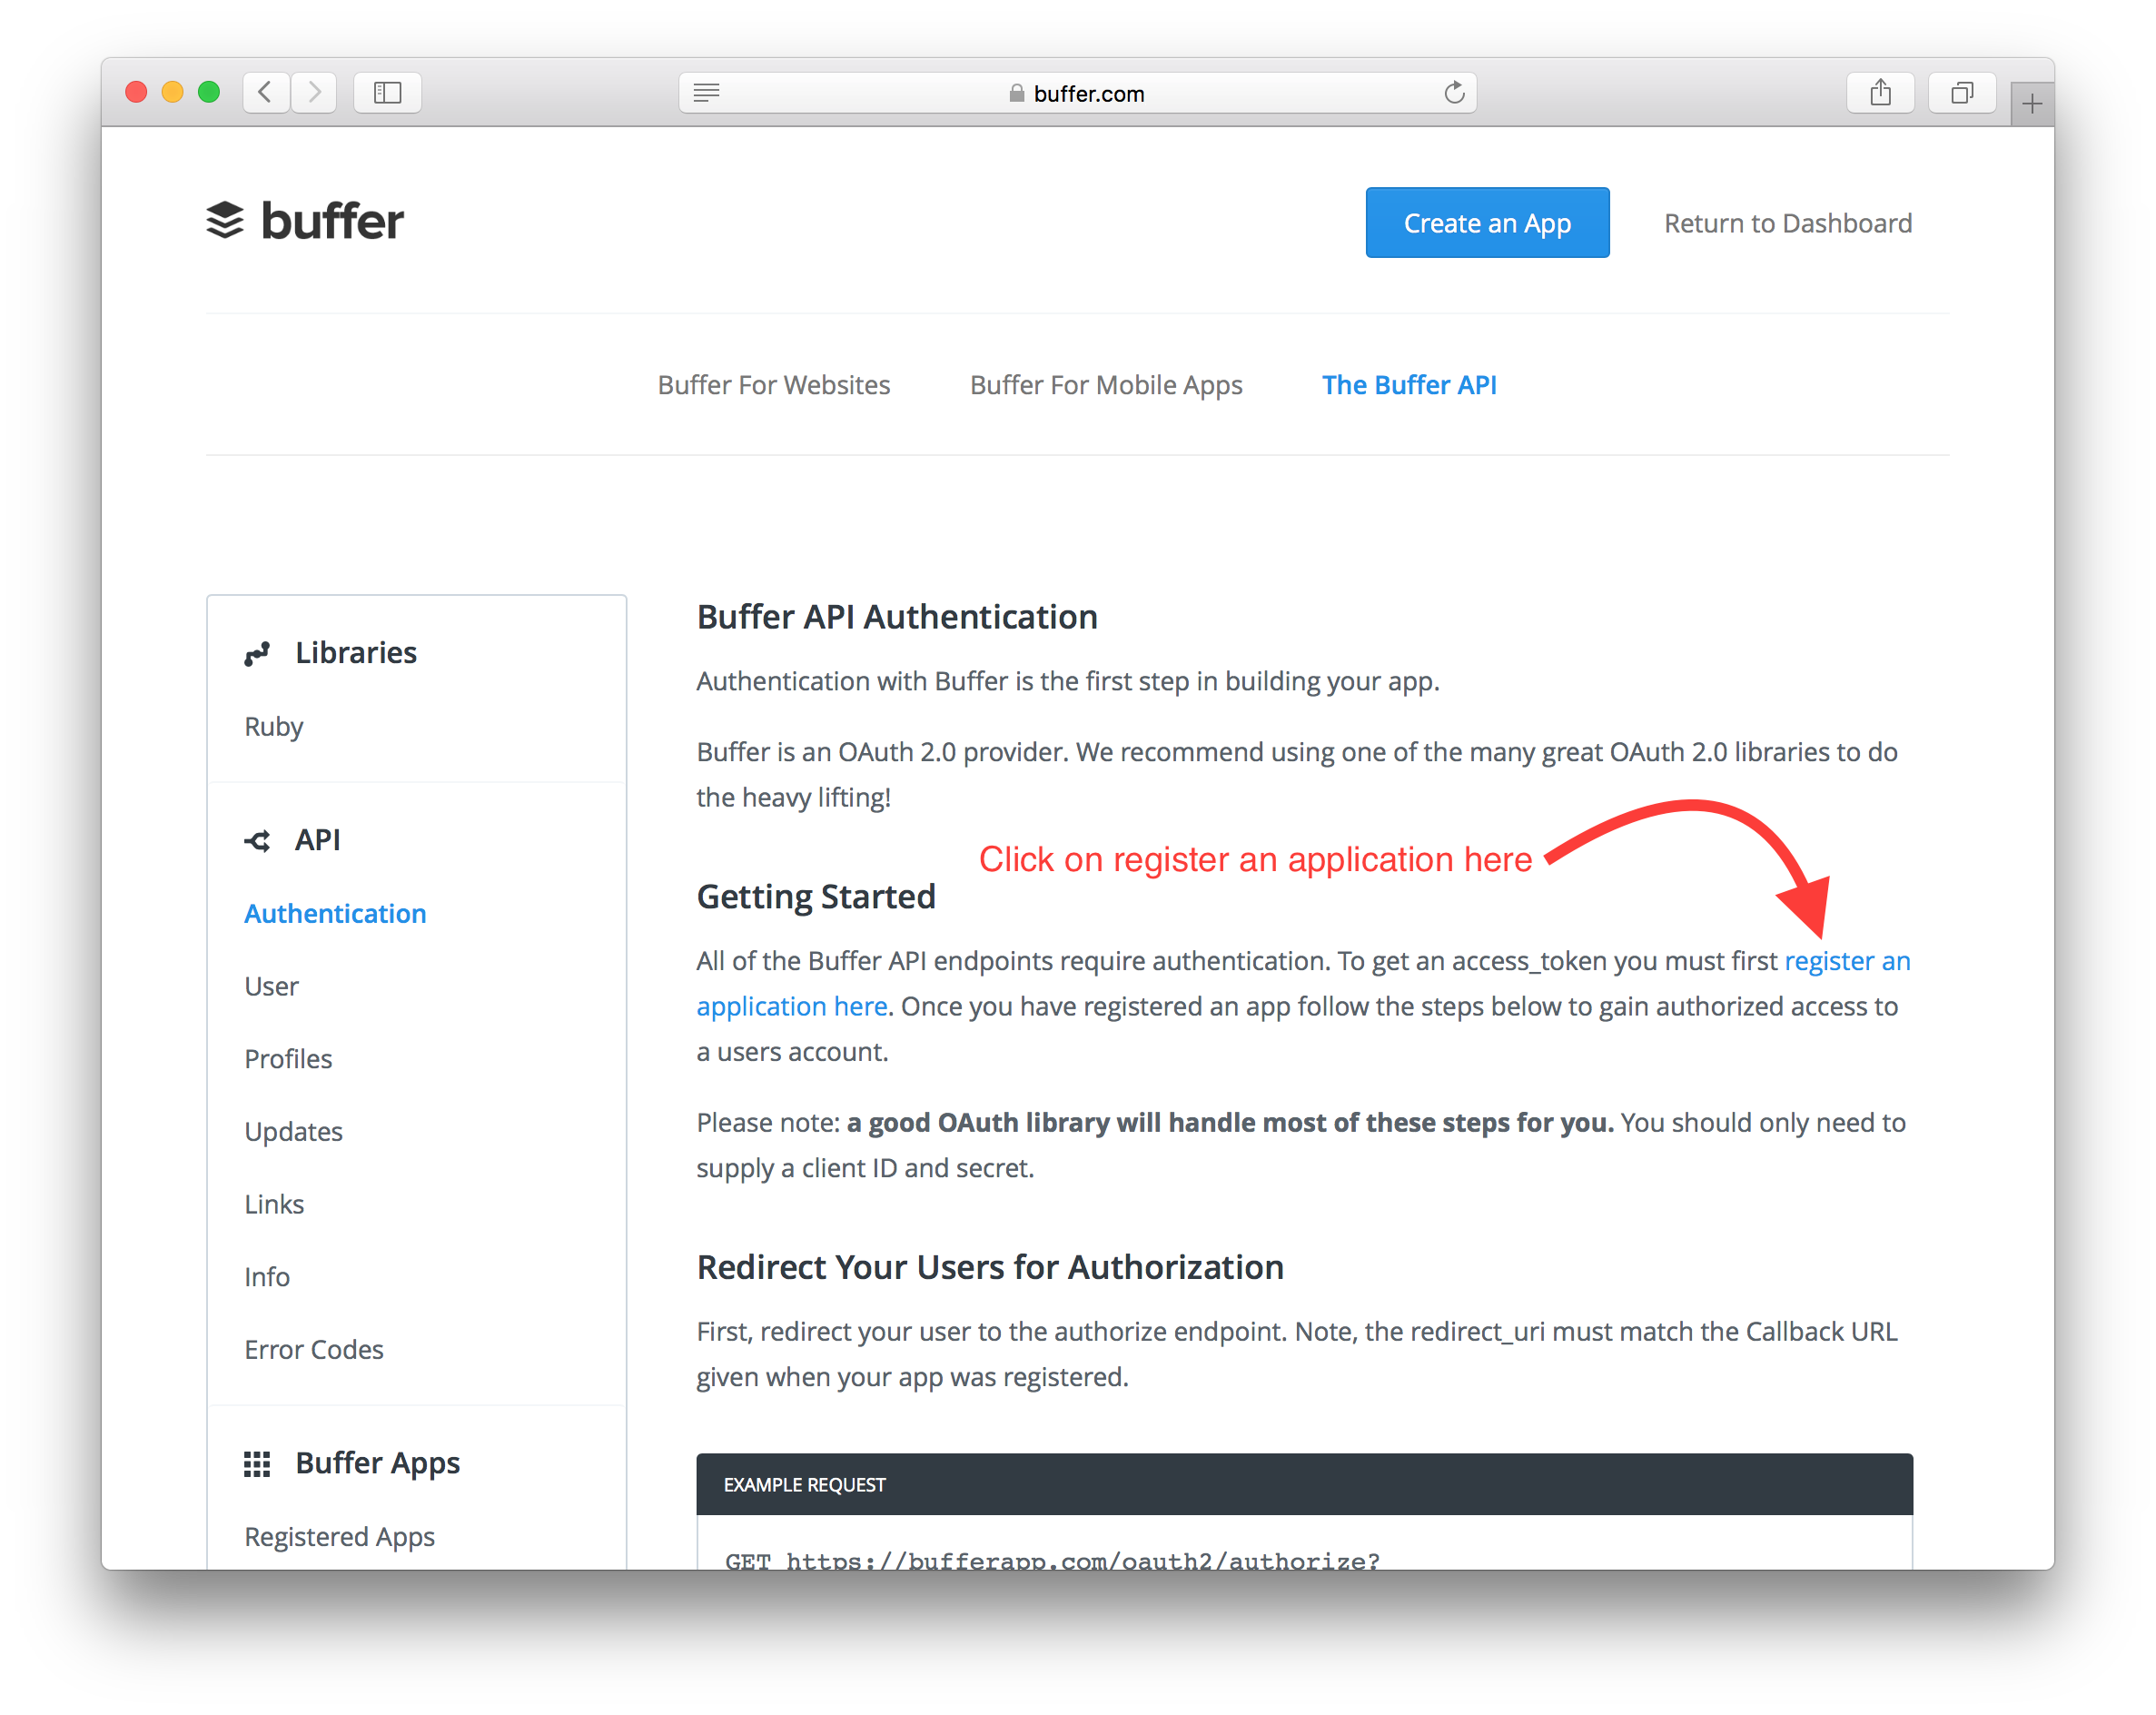 buffer.com
buffer
Create an App
Return to Dashboard
Buffer For Websites
Buffer For Mobile Apps
The Buffer API
Libraries
Ruby
API
Authentication
User
Profiles
Updates
Links
Info
Error Codes
Buffer Apps
Registered Apps
Buffer API Authentication
Authentication with Buffer is the first step in building your app.
Buffer is an OAuth 2.0 provider. We recommend using one of the many great OAuth 2.0 libraries to do
the heavy lifting!
Click on register an application here
Getting Started
All of the Buffer API endpoints require authentication. To get an access_token you must first register an
application here. Once you have registered an app follow the steps below to gain authorized access to
a users account.
Please note: a good OAuth library will handle most of these steps for you. You should only need to
supply a client ID and secret.
Redirect Your Users for Authorization
First, redirect your user to the authorize endpoint. Note, the redirect_uri must match the Callback URL
given when your app was registered.
EXAMPLE REQUEST
GET https://bufferapp.com/oauth2/authorize?